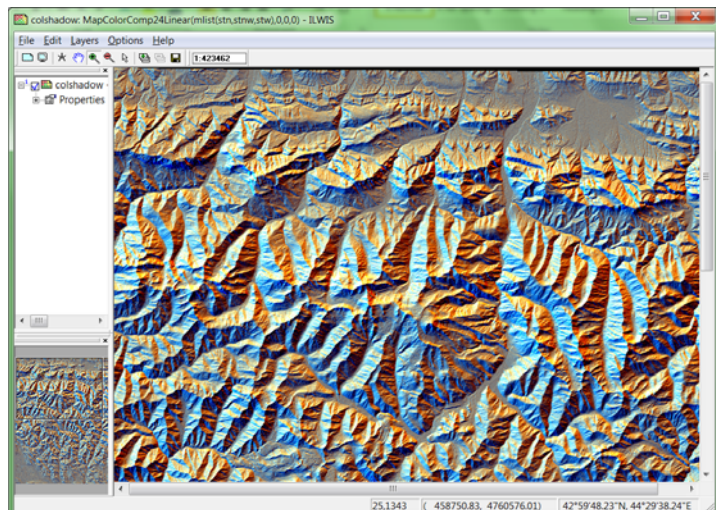 colshadow: MapColorComp24Linear(mlist(stn,stnw,stw),0,0,0) - ILWIS
File Edit Layers Options Help
1:423462
colshadow -
Properties
25,1343 ( 458750.83, 4760576.01) 42°59'48.23"N, 44°29'38.24"E